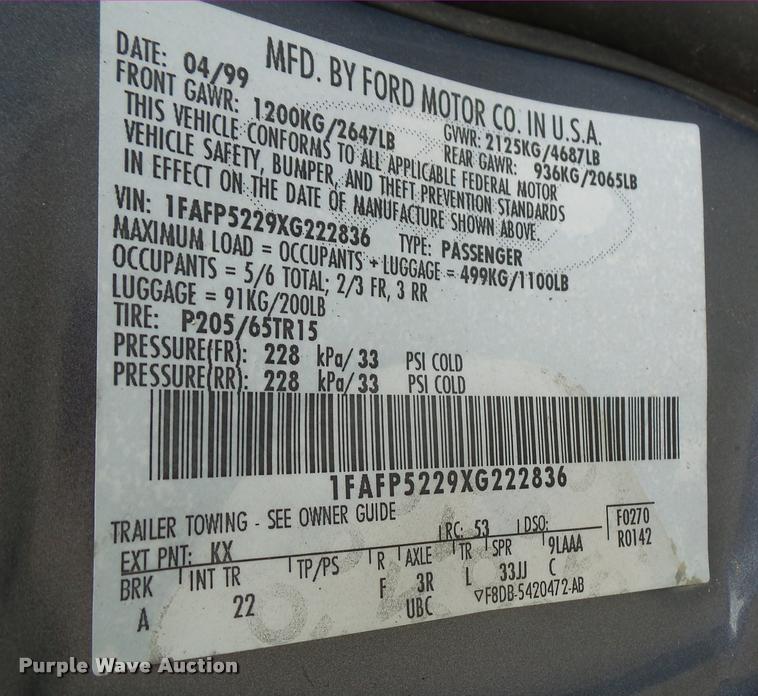 MFD. BY FORD MOTOR CO. IN U.S.A.
DATE: 04/99 GVWR: 2125KG/4687LB
FRONT GAWR: 1200KG/2647LB REAR GAWR: 936KG/2065LB
THIS VEHICLE CONFORMS TO ALL APPLICABLE FEDERAL MOTOR
VEHICLE SAFETY, BUMPER, AND THEFT PREVENTION STANDARDS
IN EFFECT ON THE DATE OF MANUFACTURE SHOWN ABOVE.
VIN: 1FAFP5229XG222836 TYPE: PASSENGER
MAXIMUM LOAD = OCCUPANTS + LUGGAGE = 499KG/1100LB
OCCUPANTS = 5/6 TOTAL; 2/3 FR, 3 RR
LUGGAGE = 91KG/200LB
TIRE: P205/65TR15
PRESSURE(FR): 228 kPa/33 PSI COLD
PRESSURE(RR): 228 kPa/33 PSI COLD
1FAFP5229XG222836
TRAILER TOWING - SEE OWNER GUIDE
EXT PNT: KX RC: 53 DSO: F0270
BRK INT TR TP/PS R AXLE TR SPR 9LAAA R0142
A 22 F 3R L 33JJ C
UBC ▽F8DB-5420472-AB
Purple Wave Auction